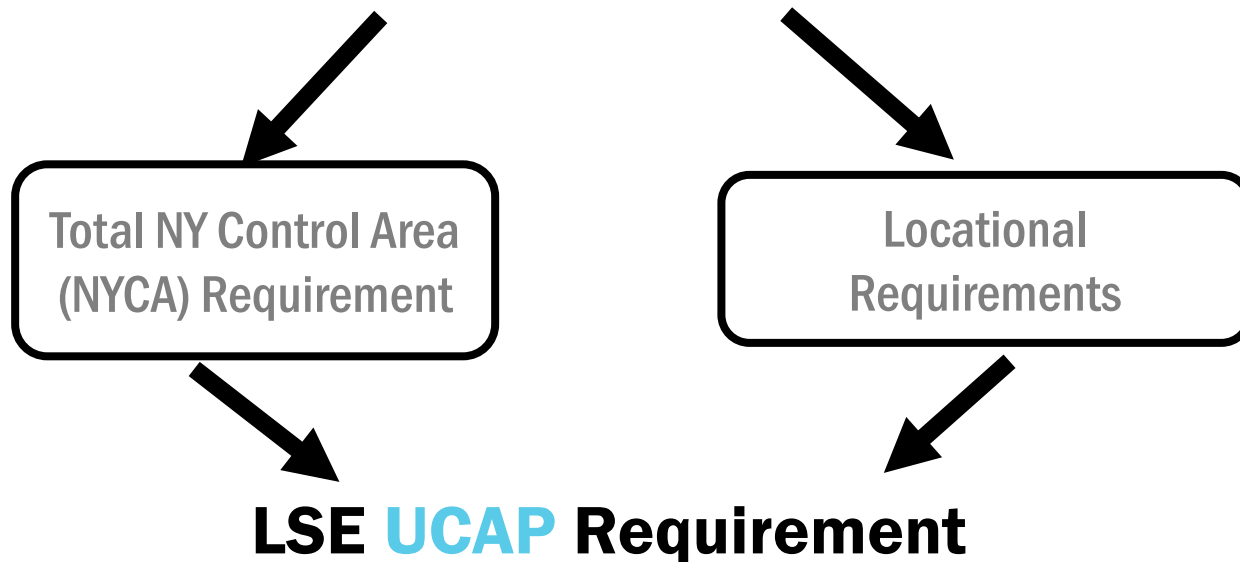 Total NY Control Area
(NYCA) Requirement
Locational
Requirements
LSE UCAP Requirement